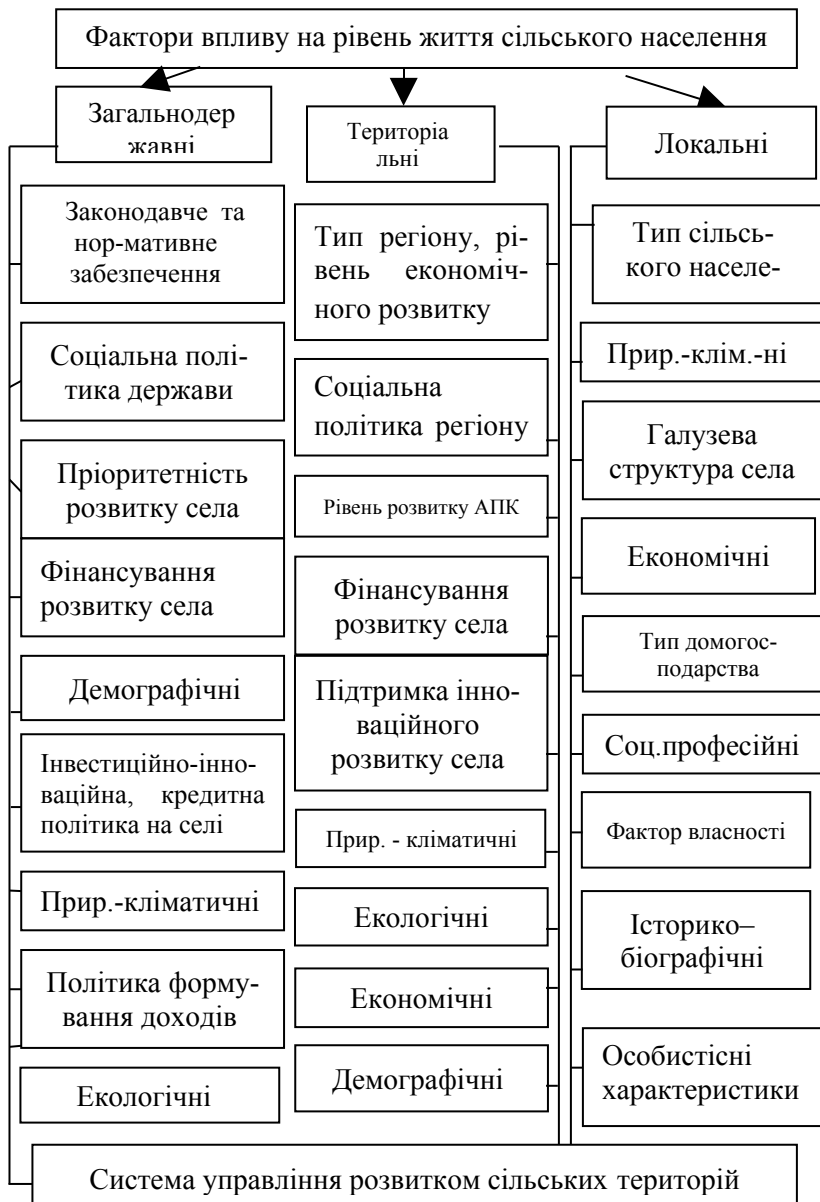 Фактори впливу на рівень життя сільського населення
Загальнодер
жавні
Законодавче та
нор-мативне
забезпечення
Соціальна полі-
тика держави
Пріоритетність
розвитку села
Фінансування
розвитку села
Демографічні
Інвестиційно-інно-
ваційна, кредитна
політика на селі
Прир.-кліматичні
Політика форму-
вання доходів
Екологічні
Територіа
льні
Тип регіону, рі-
вень економіч-
ного розвитку
Соціальна
політика регіону
Рівень розвитку АПК
Фінансування
розвитку села
Підтримка інно-
ваційного
розвитку села
Прир. - кліматичні
Екологічні
Економічні
Демографічні
Локальні
Тип сільсь-
кого населе-
Прир.-клім.-ні
Галузева
структура села
Економічні
Тип домогос-
подарства
Соц.професійні
Фактор власності
Історико–
біографічні
Особистісні
характеристики
Система управління розвитком сільських територій